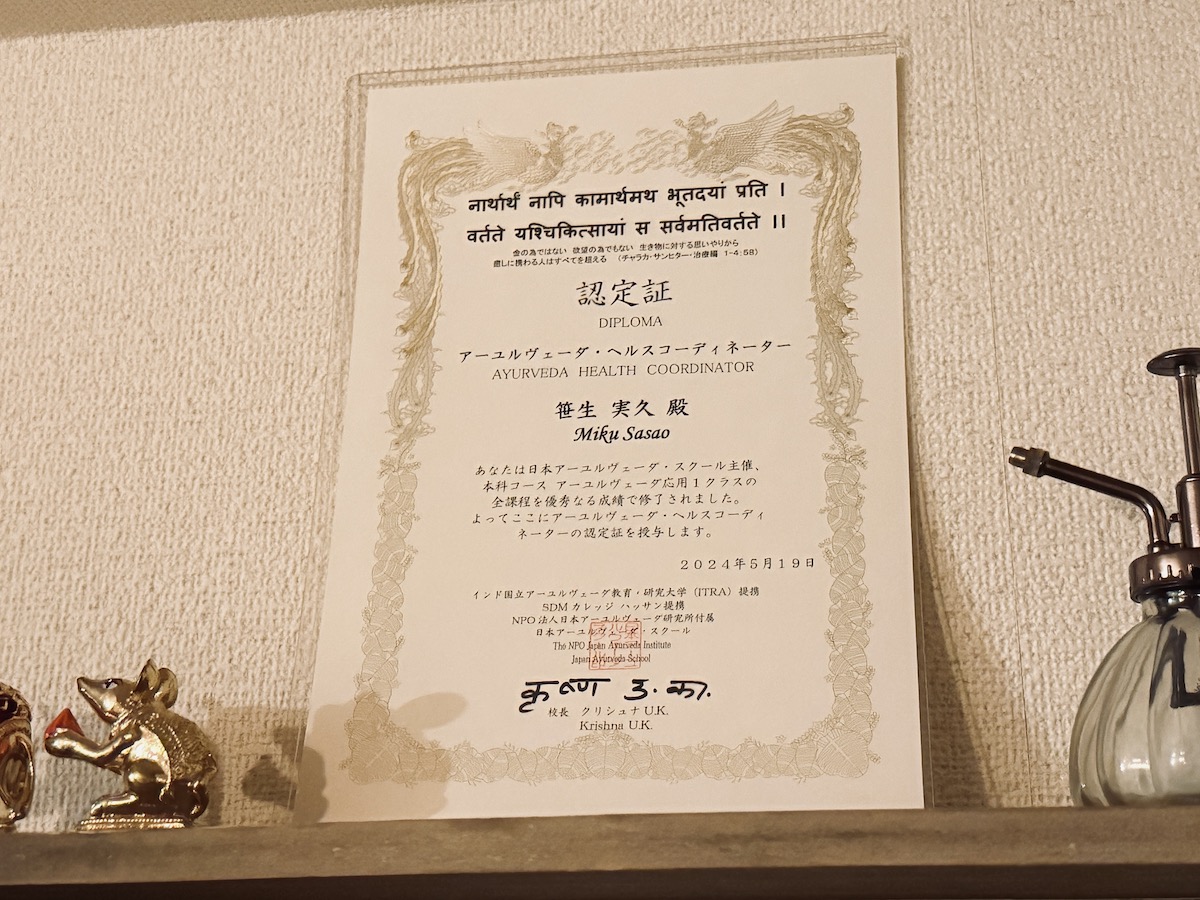 नार्थार्थं नापि कामार्थमथ भूतदयां प्रति ।
वर्तते यश्चिकित्सायां स सर्वमतिवर्तते ।।
金の為ではない 欲望の為でもない 生き物に対する思いやりから
癒しに携わる人はすべてを超える (チャラカ・サンヒター・治療編 1-4:58)
認定証
DIPLOMA
アーユルヴェーダ・ヘルスコーディネーター
AYURVEDA HEALTH COORDINATOR
笹生 実久 殿
Miku Sasao
あなたは日本アーユルヴェーダ・スクール主催、
本科コース アーユルヴェーダ応用1クラスの
全課程を優秀なる成績で修了されました。
よってここにアーユルヴェーダ・ヘルスコーディ
ネーターの認定証を授与します。
2024年5月19日
インド国立アーユルヴェーダ教育・研究大学(ITRA)提携
SDMカレッジ ハッサン提携
NPO法人日本アーユルヴェーダ研究所付属
日本アーユルヴェーダ・スクール
The NPO Japan Ayurveda Institute
Japan Ayurveda School
कृष्ण उ. का.
校長 クリシュナ U.K.
Krishna U.K.